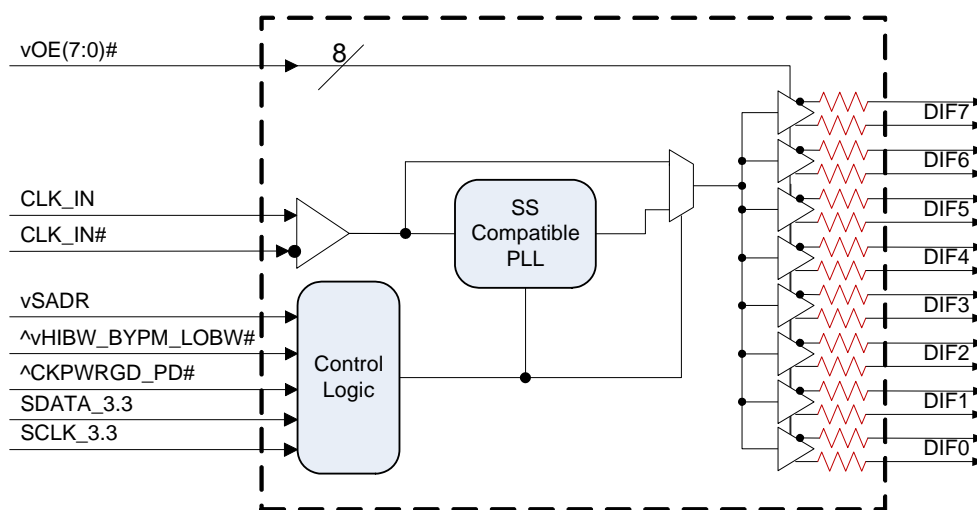 vOE(7:0)#
8
DIF7
DIF6
CLK_IN
SS
Compatible
PLL
DIF5
CLK_IN#
DIF4
vSADR
DIF3
^vHIBW_BYPM_LOBW#
^CKPWRGD_PD#
Control
Logic
DIF2
SDATA_3.3
DIF1
SCLK_3.3
DIF0